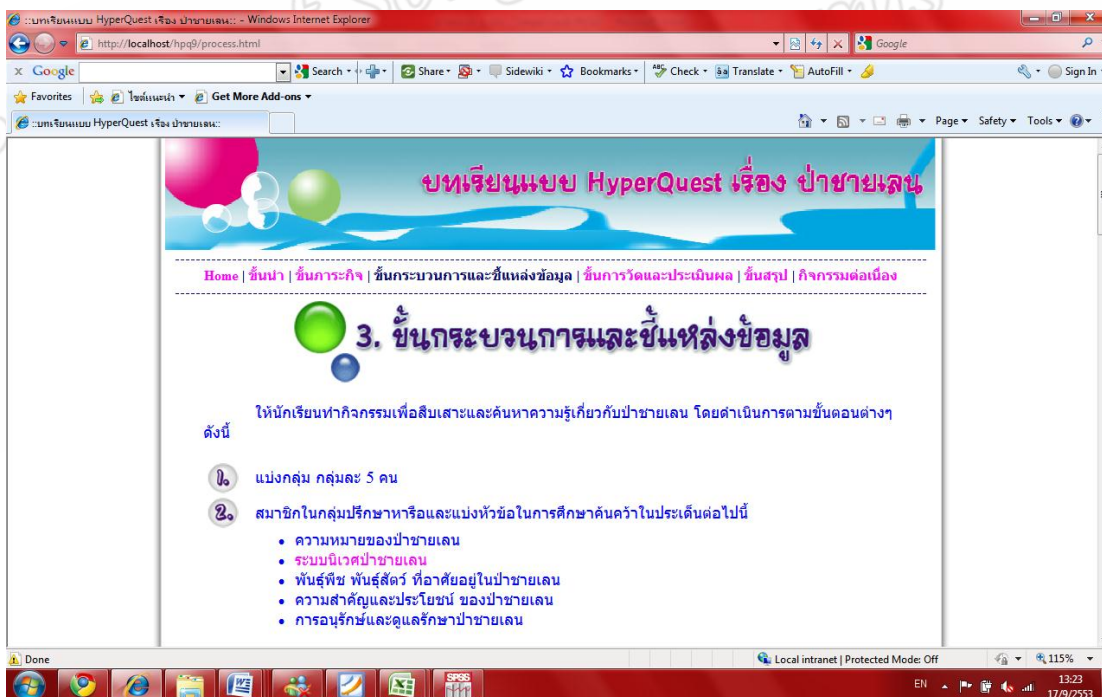 ::บทเรียนแบบ HyperQuest เรื่อง ป่าชายเลน:: - Windows Internet Explorer
http://localhost/hpq9/process.html
Google
x Google
Search
Share
Sidewiki
Bookmarks
Check
Translate
AutoFill
Sign In
Favorites
ไซต์แนะนำ
Get More Add-ons
::บทเรียนแบบ HyperQuest เรื่อง ป่าชายเลน::
Page
Safety
Tools
บทเรียนแบบ HyperQuest เรื่อง ป่าชายเลน
Home | ขั้นนำ | ขั้นภาระกิจ | ขั้นกระบวนการและชี้แหล่งข้อมูล | ขั้นการวัดและประเมินผล | ขั้นสรุป | กิจกรรมต่อเนื่อง
3. ขั้นกระบวนการและชี้แหล่งข้อมูล
ให้นักเรียนทำกิจกรรมเพื่อสืบเสาะและค้นหาความรู้เกี่ยวกับป่าชายเลน โดยดำเนินการตามขั้นตอนต่างๆ
ดังนี้
1. แบ่งกลุ่ม กลุ่มละ 5 คน
2. สมาชิกในกลุ่มปรึกษาหารือและแบ่งหัวข้อในการศึกษาค้นคว้าในประเด็นต่อไปนี้
• ความหมายของป่าชายเลน
• ระบบนิเวศป่าชายเลน
• พันธุ์พืช พันธุ์สัตว์ ที่อาศัยอยู่ในป่าชายเลน
• ความสำคัญและประโยชน์ ของป่าชายเลน
• การอนุรักษ์และดูแลรักษาป่าชายเลน
Done
Local intranet | Protected Mode: Off
115%
SPSS
EN
13:23
17/9/2553